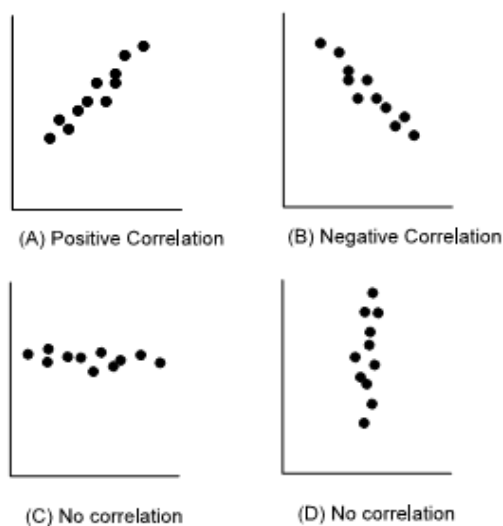 (A) Positive Correlation
(B) Negative Correlation
(C) No correlation
(D) No correlation